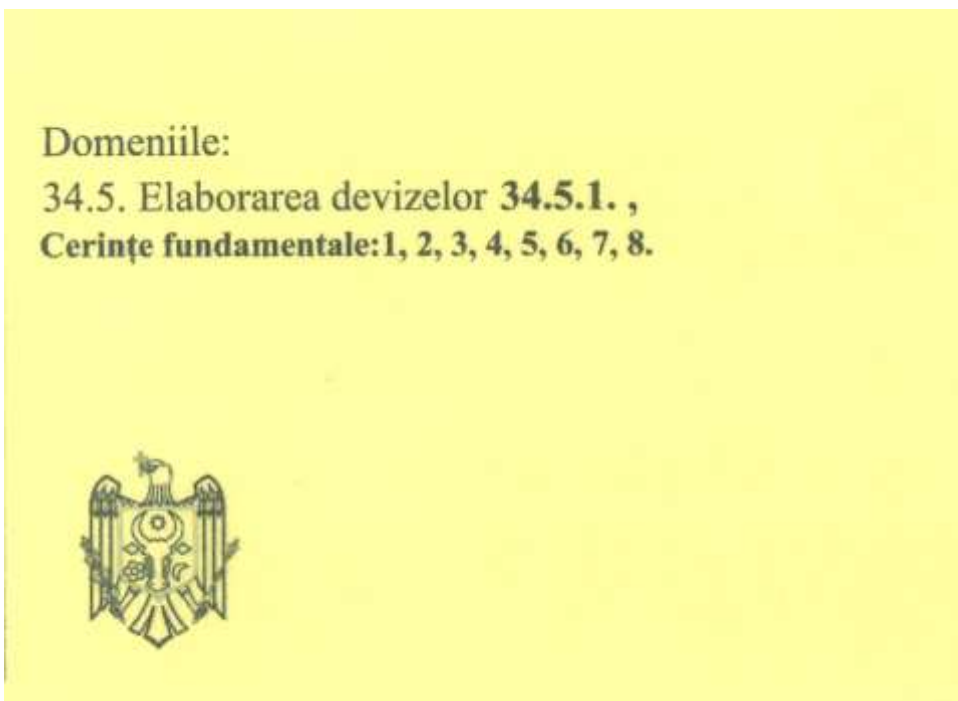 Domeniile:
34.5. Elaborarea devizelor 34.5.1. ,
Cerințe fundamentale:1, 2, 3, 4, 5, 6, 7, 8.